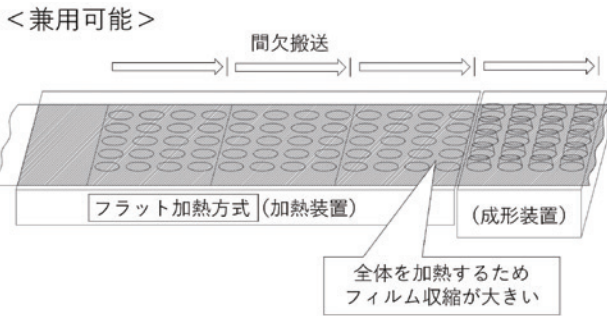 ＜兼用可能＞
間欠搬送
フラット加熱方式 (加熱装置)
(成形装置)
全体を加熱するため
フィルム収縮が大きい